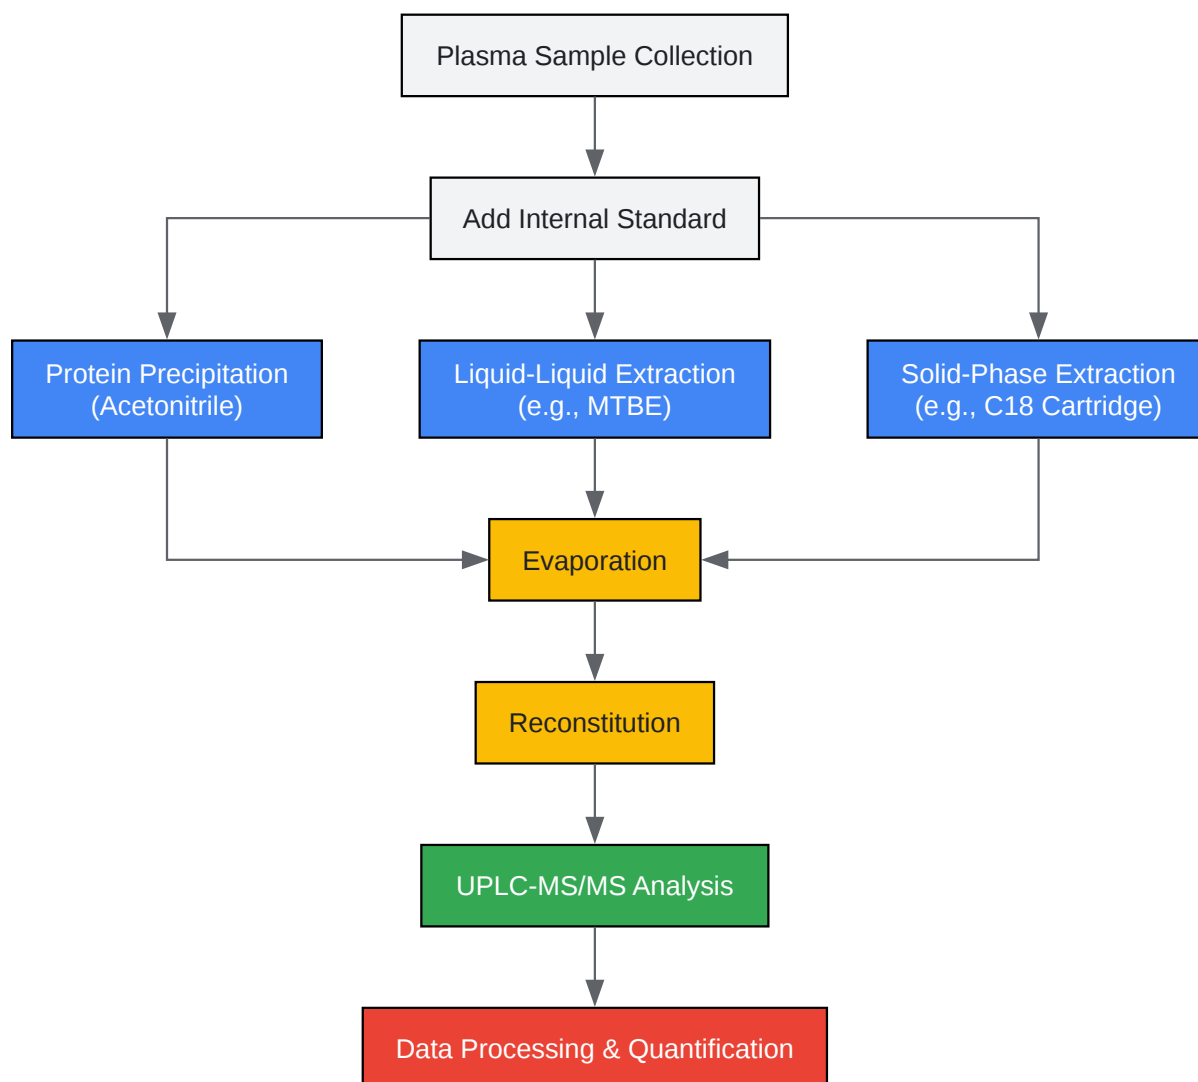 Plasma Sample Collection
Add Internal Standard
Protein Precipitation
(Acetonitrile)
Liquid-Liquid Extraction
(e.g., MTBE)
Solid-Phase Extraction
(e.g., C18 Cartridge)
Evaporation
Reconstitution
UPLC-MS/MS Analysis
Data Processing & Quantification